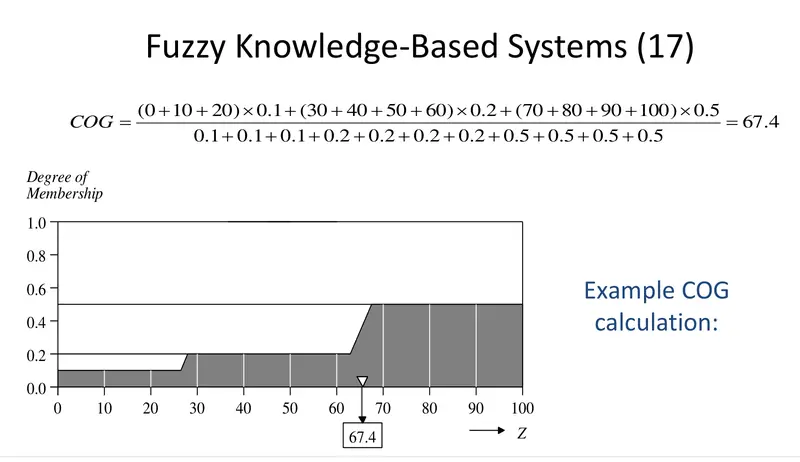 Fuzzy Knowledge-Based Systems (17)
COG = (0+10+20)×0.1+(30+40+50+60)×0.2+(70+80+90+100)×0.5 = 67.4
0.1+0.1+0.1+0.2+0.2+0.2+0.2+0.5+0.5+0.5+0.5
Degree of
Membership
1.0
0.8
0.6
0.4
0.2
0.0
0 10 20 30 40 50 60 70 80 90 100
67.4
Z
Example COG
calculation: